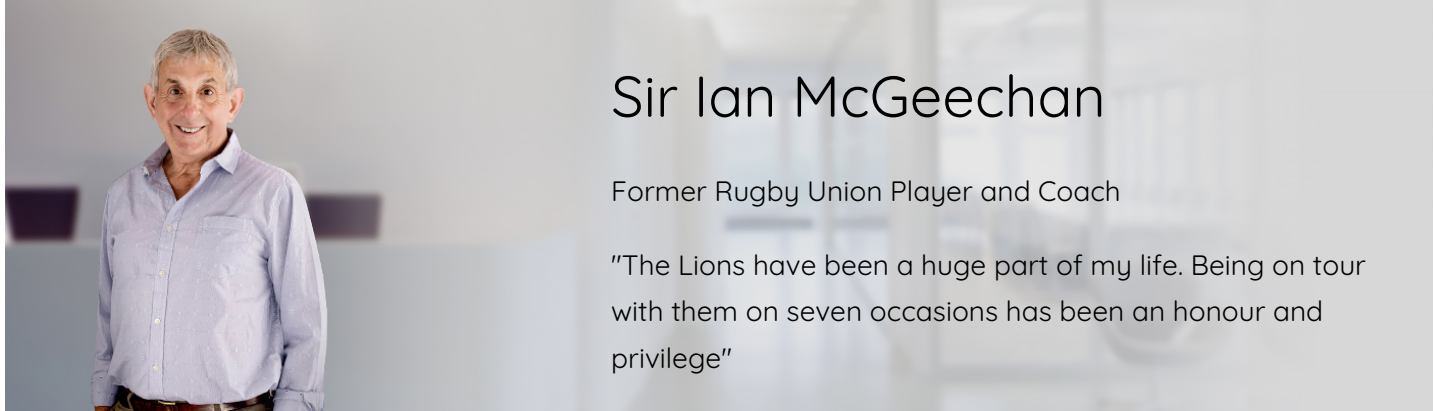 Sir Ian McGeechan
Former Rugby Union Player and Coach
"The Lions have been a huge part of my life. Being on tour
with them on seven occasions has been an honour and
privilege"